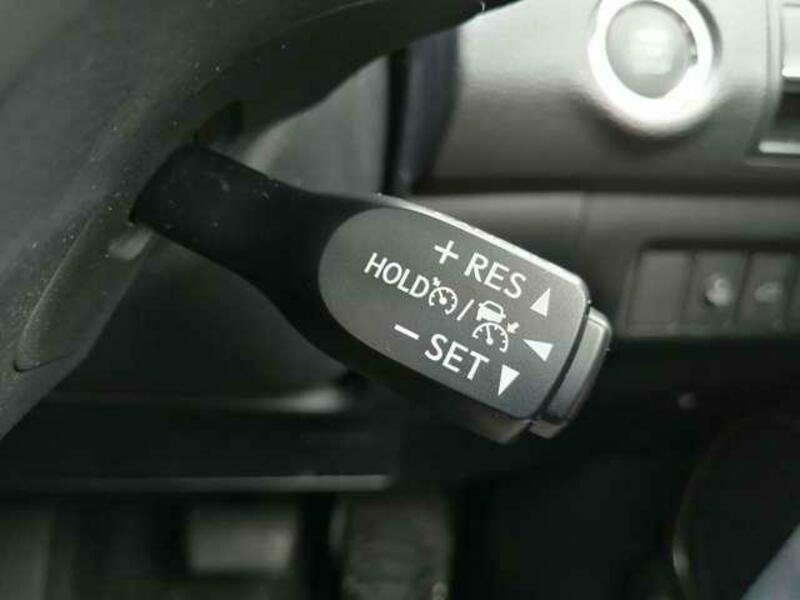 + RES
HOLD /
− SET